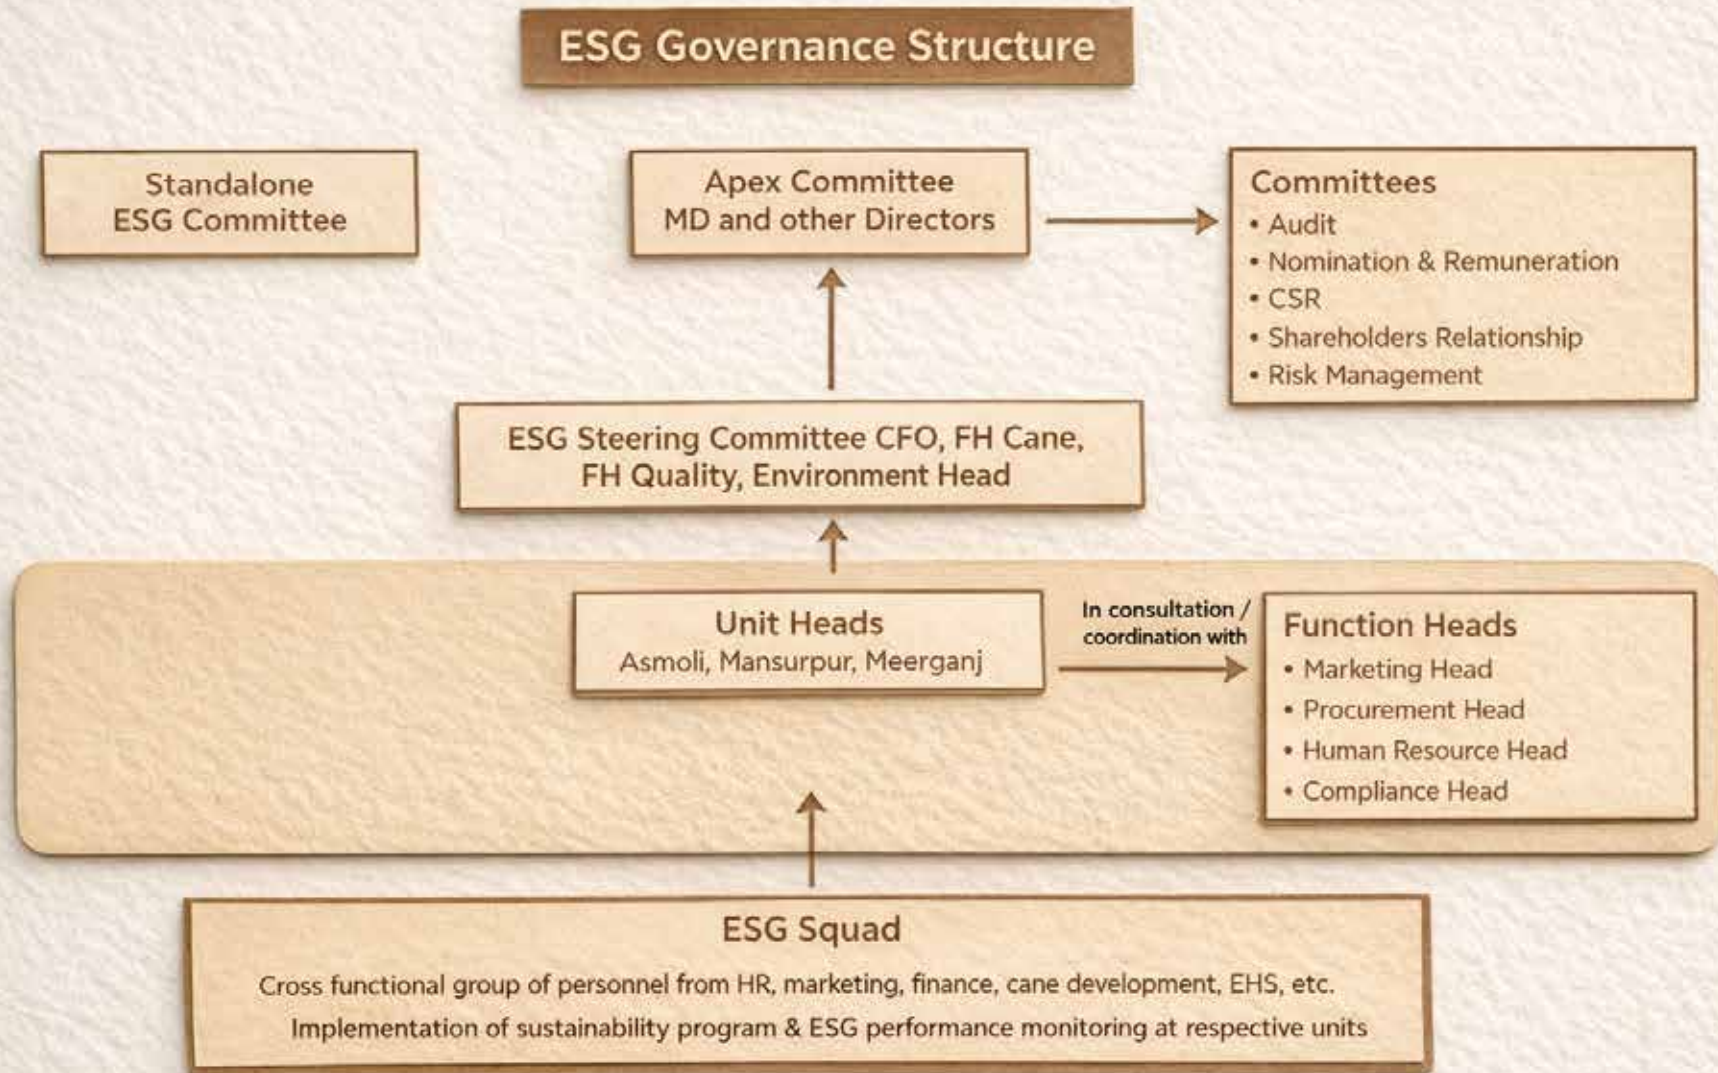 ESG Governance Structure
Standalone
ESG Committee
Apex Committee
MD and other Directors
Committees
• Audit
• Nomination & Remuneration
• CSR
• Shareholders Relationship
• Risk Management
ESG Steering Committee CFO, FH Cane,
FH Quality, Environment Head
Unit Heads
Asmoli, Mansurpur, Meerganj
In consultation /
coordination with
Function Heads
• Marketing Head
• Procurement Head
• Human Resource Head
• Compliance Head
ESG Squad
Cross functional group of personnel from HR, marketing, finance, cane development, EHS, etc.
Implementation of sustainability program & ESG performance monitoring at respective units